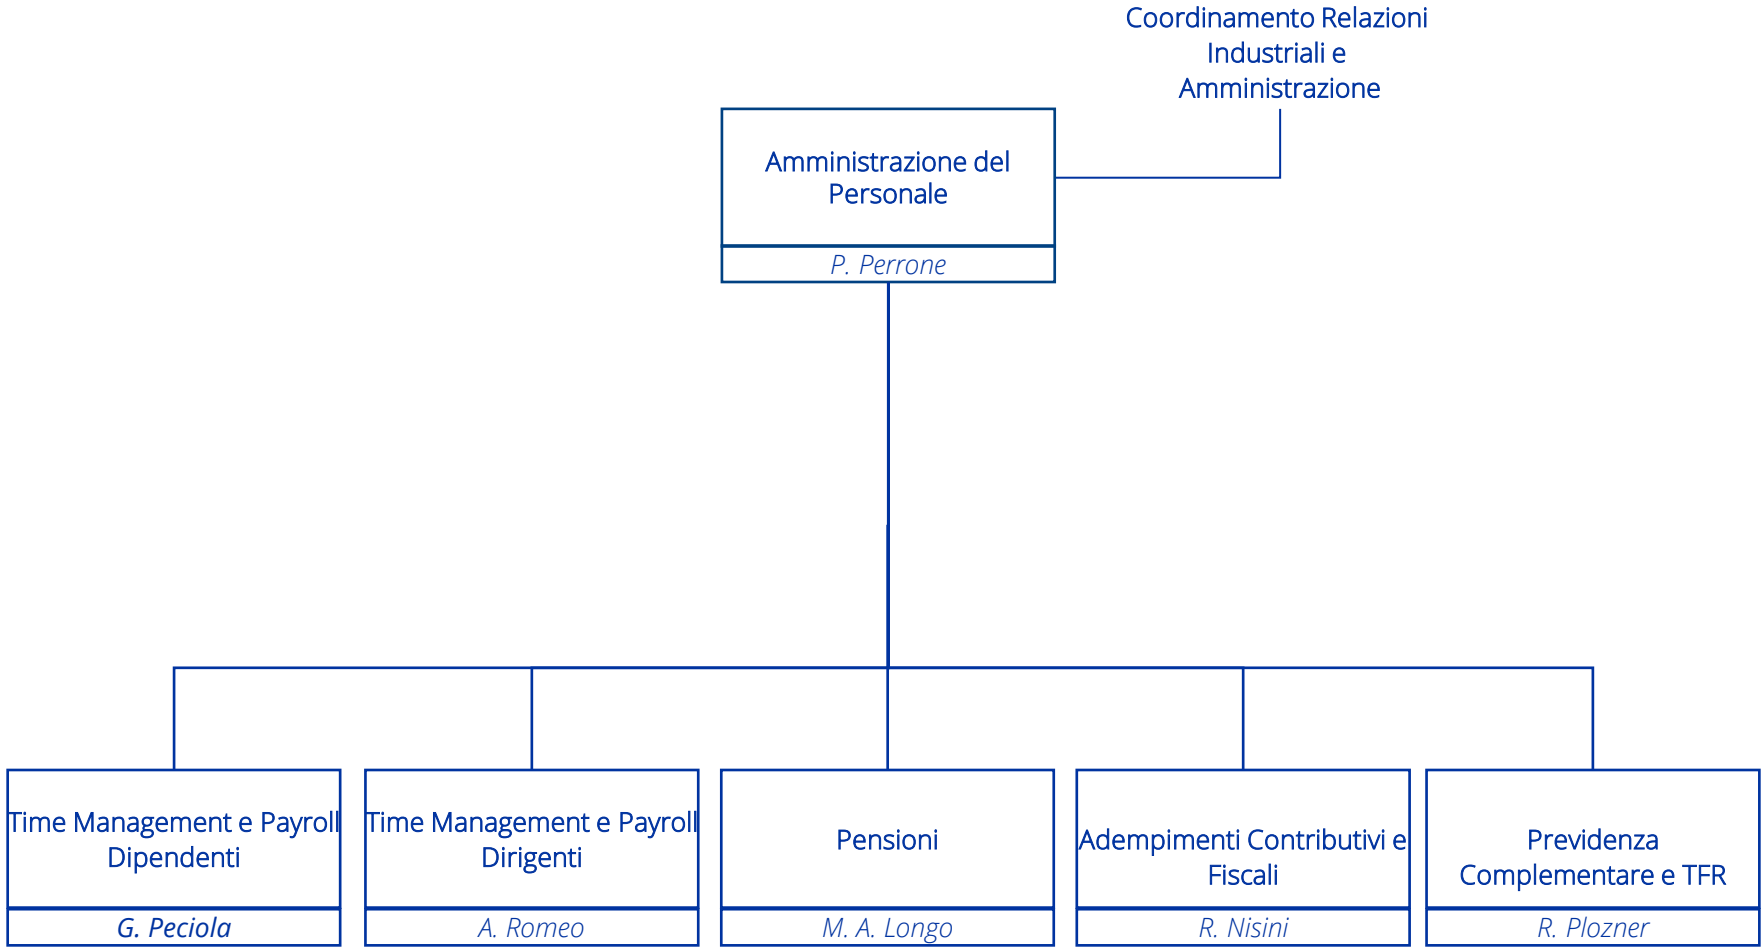 Coordinamento Relazioni
Industriali e
Amministrazione
Amministrazione del
Personale
P. Perrone
Time Management e Payroll
Dipendenti
G. Peciola
Time Management e Payroll
Dirigenti
A. Romeo
Pensioni
M. A. Longo
Adempimenti Contributivi e
Fiscali
R. Nisini
Previdenza
Complementare e TFR
R. Plozner